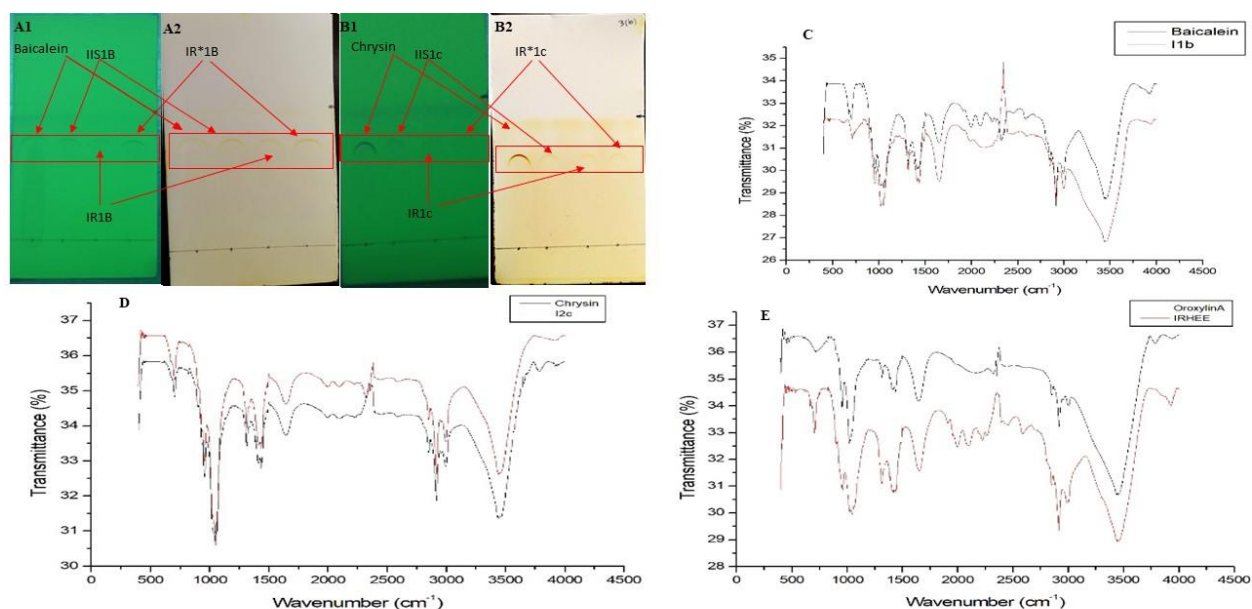 A1
A2
B1
B2
3(b)
Baicalein
IIS1B
IR*1B
Chrysin
IIS1c
IR*1c
IR1B
IR1c
C
Baicalein
I1b
35
34
33
32
31
30
29
28
27
26
Transmittance (%)
0 500 1000 1500 2000 2500 3000 3500 4000 4500
Wavenumber (cm-1)
D
Chrysin
I2c
37
36
35
34
33
32
31
30
Transmittance (%)
0 500 1000 1500 2000 2500 3000 3500 4000 4500
Wavenumber (cm-1)
E
OroxylinA
IRHEE
37
36
35
34
33
32
31
30
29
28
Transmittance (%)
0 500 1000 1500 2000 2500 3000 3500 4000 4500
Wavenumber (cm-1)